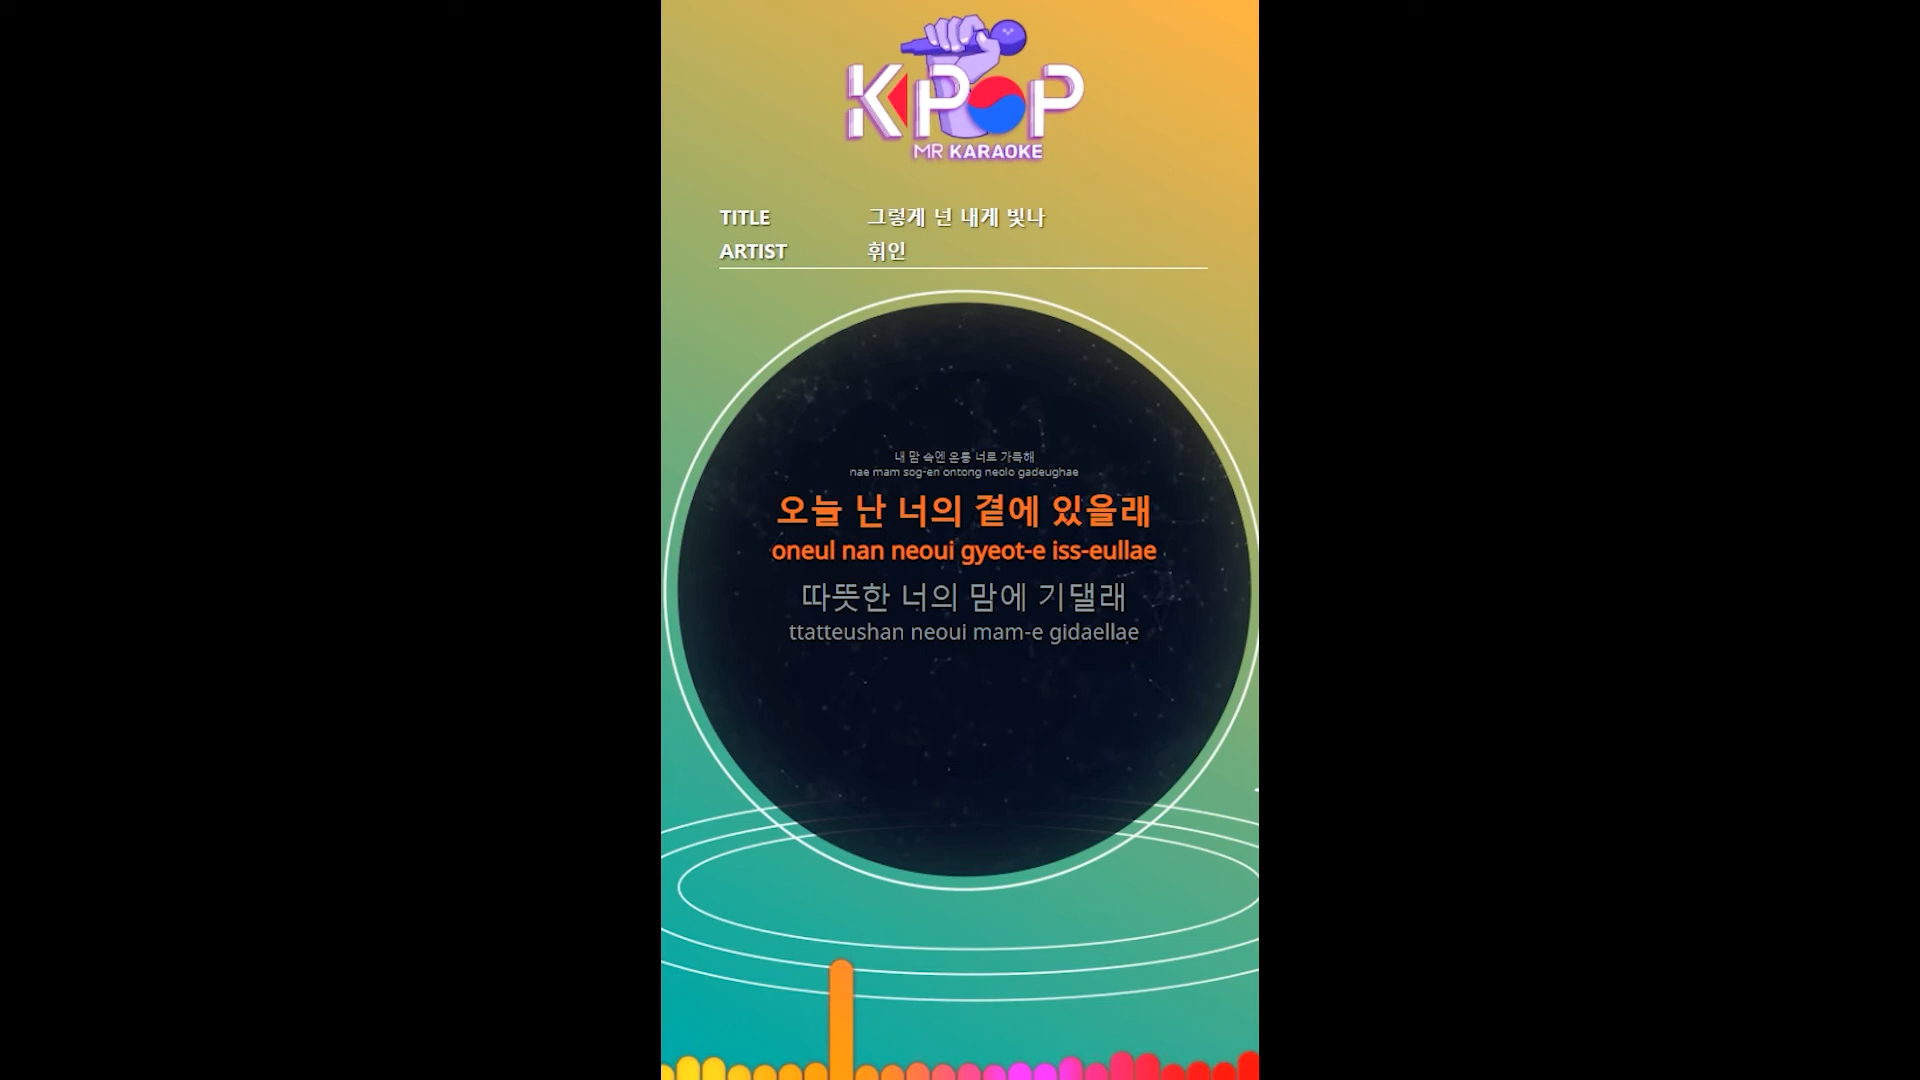 KPOP
MR KARAOKE
TITLE 그렇게 넌 내게 빛나
ARTIST 휘인
내 맘 속엔 온통 너로 가득해
nae mam sog-en ontong neolo gadeughae
오늘 난 너의 곁에 있을래
oneul nan neoui gyeot-e iss-eullae
따뜻한 너의 맘에 기댈래
ttatteushan neoui mam-e gidaellae